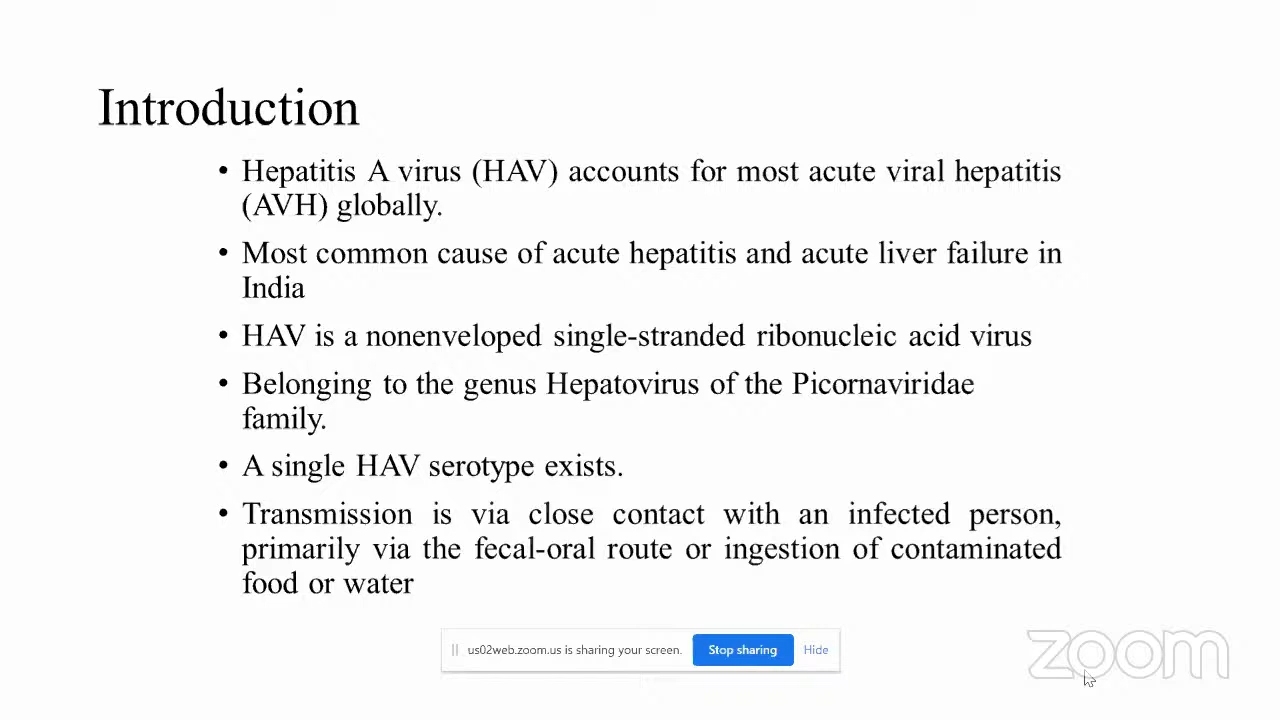 Introduction
• Hepatitis A virus (HAV) accounts for most acute viral hepatitis
(AVH) globally.
• Most common cause of acute hepatitis and acute liver failure in
India
• HAV is a nonenveloped single-stranded ribonucleic acid virus
• Belonging to the genus Hepatovirus of the Picornaviridae
family.
• A single HAV serotype exists.
• Transmission is via close contact with an infected person,
primarily via the fecal-oral route or ingestion of contaminated
food or water
us02web.zoom.us is sharing your screen. Stop sharing Hide
zoom